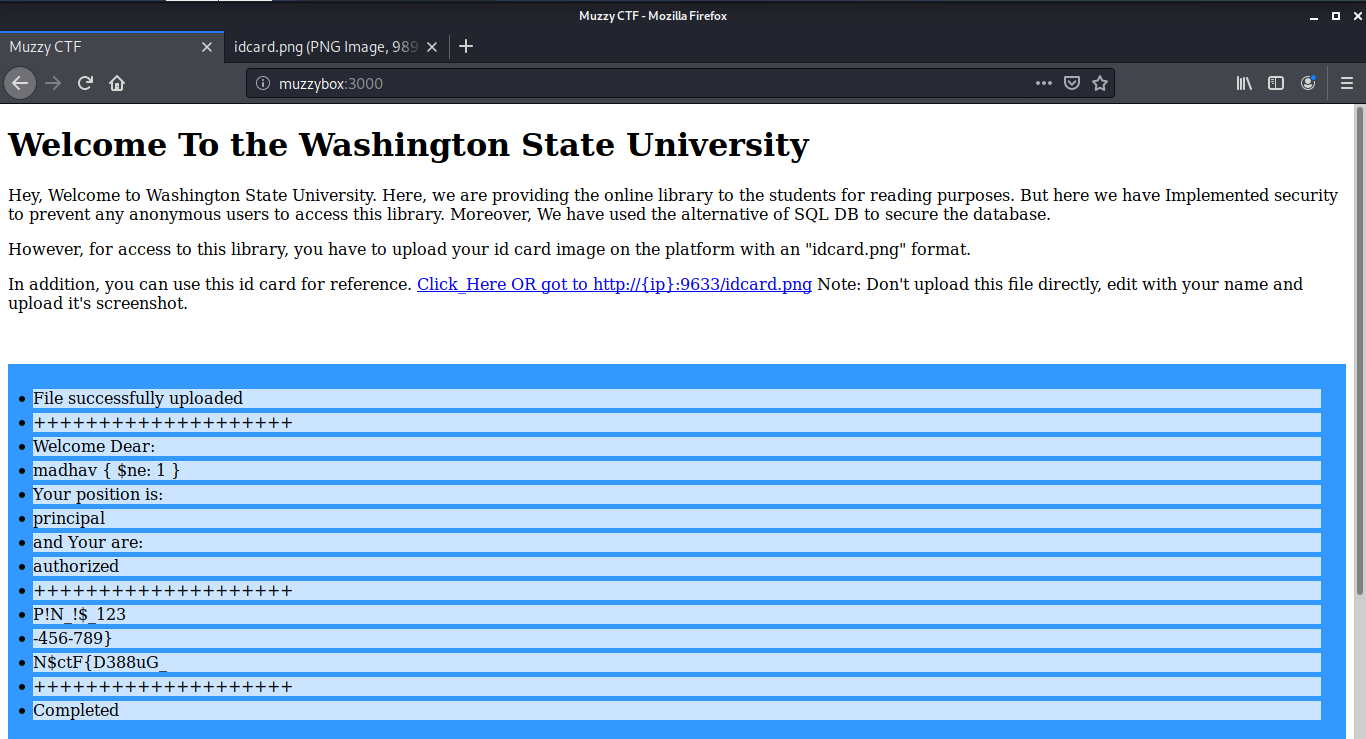 Muzzy CTF - Mozilla Firefox
Muzzy CTF
idcard.png (PNG Image, 989
muzzybox:3000
Welcome To the Washington State University
Hey, Welcome to Washington State University. Here, we are providing the online library to the students for reading purposes. But here we have Implemented security
to prevent any anonymous users to access this library. Moreover, We have used the alternative of SQL DB to secure the database.
However, for access to this library, you have to upload your id card image on the platform with an "idcard.png" format.
In addition, you can use this id card for reference. Click_Here OR got to http://{ip}:9633/idcard.png Note: Don't upload this file directly, edit with your name and
upload it's screenshot.
File successfully uploaded
++++++++++++++++++++
Welcome Dear:
madhav { $ne: 1 }
Your position is:
principal
and Your are:
authorized
++++++++++++++++++++
P!N_!$_123
-456-789}
N$ctF{D388uG_
++++++++++++++++++++
Completed